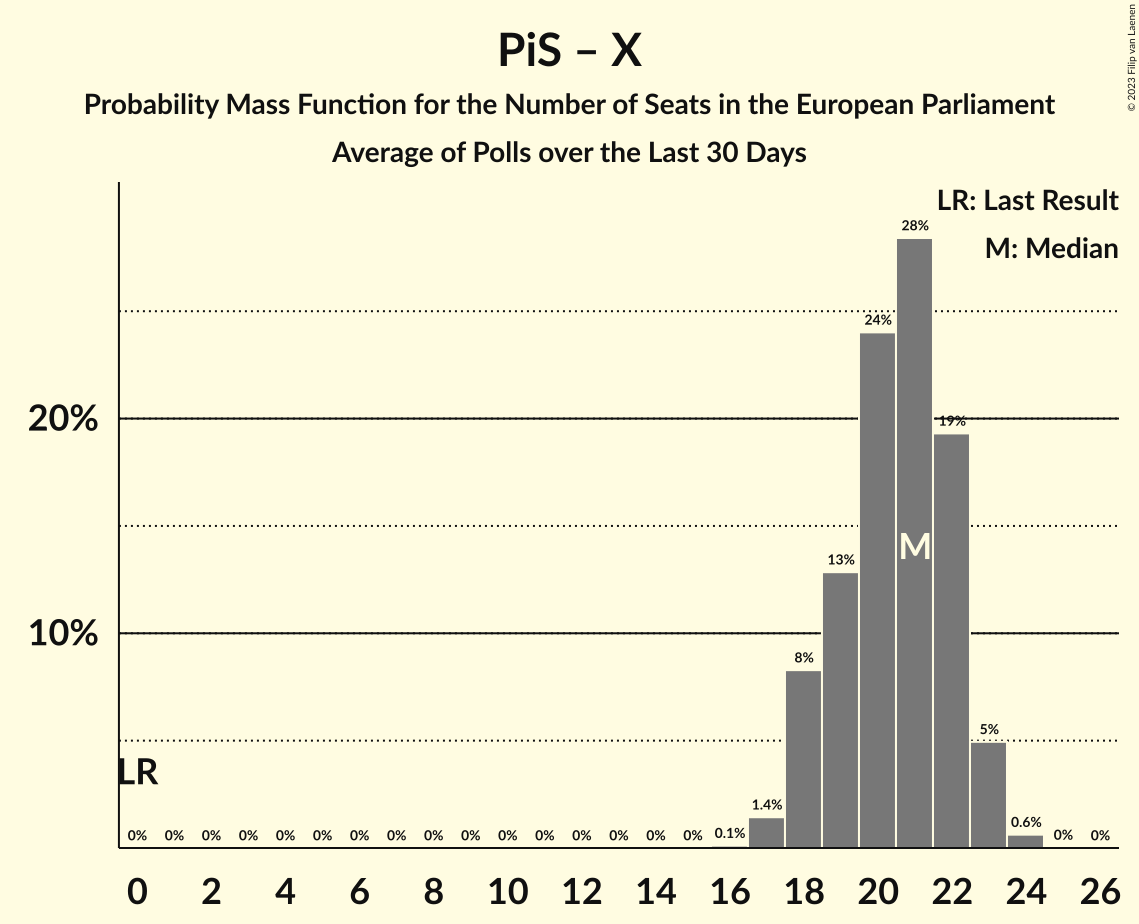 PiS – X
Probability Mass Function for the Number of Seats in the European Parliament
Average of Polls over the Last 30 Days
© 2023 Filip van Laenen
LR: Last Result
M: Median
28%
24%
20%
19%
M
13%
10%
8%
5%
LR
1.4%
0.6%
0% 0% 0% 0% 0% 0% 0% 0% 0% 0% 0% 0% 0% 0% 0% 0% 0.1% 0% 0%
0 2 4 6 8 10 12 14 16 18 20 22 24 26